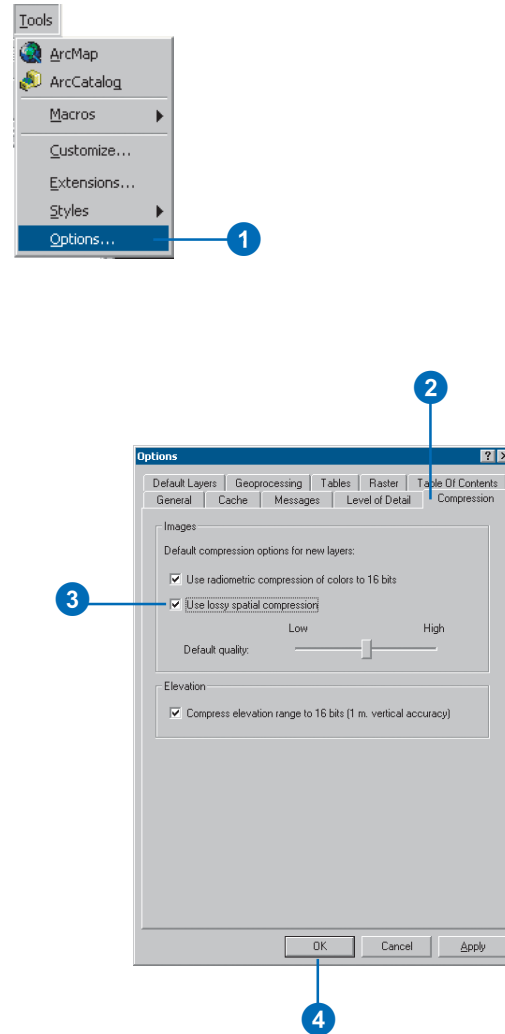 Tools
ArcMap
ArcCatalog
Macros
Customize...
Extensions...
Styles
Options...
1
2
Options
Default Layers Geoprocessing Tables Raster Table Of Contents
General Cache Messages Level of Detail Compression
Images
Default compression options for new layers:
Use radiometric compression of colors to 16 bits
3
Use lossy spatial compression
Low High
Default quality:
Elevation
Compress elevation range to 16 bits (1 m. vertical accuracy)
OK Cancel Apply
4